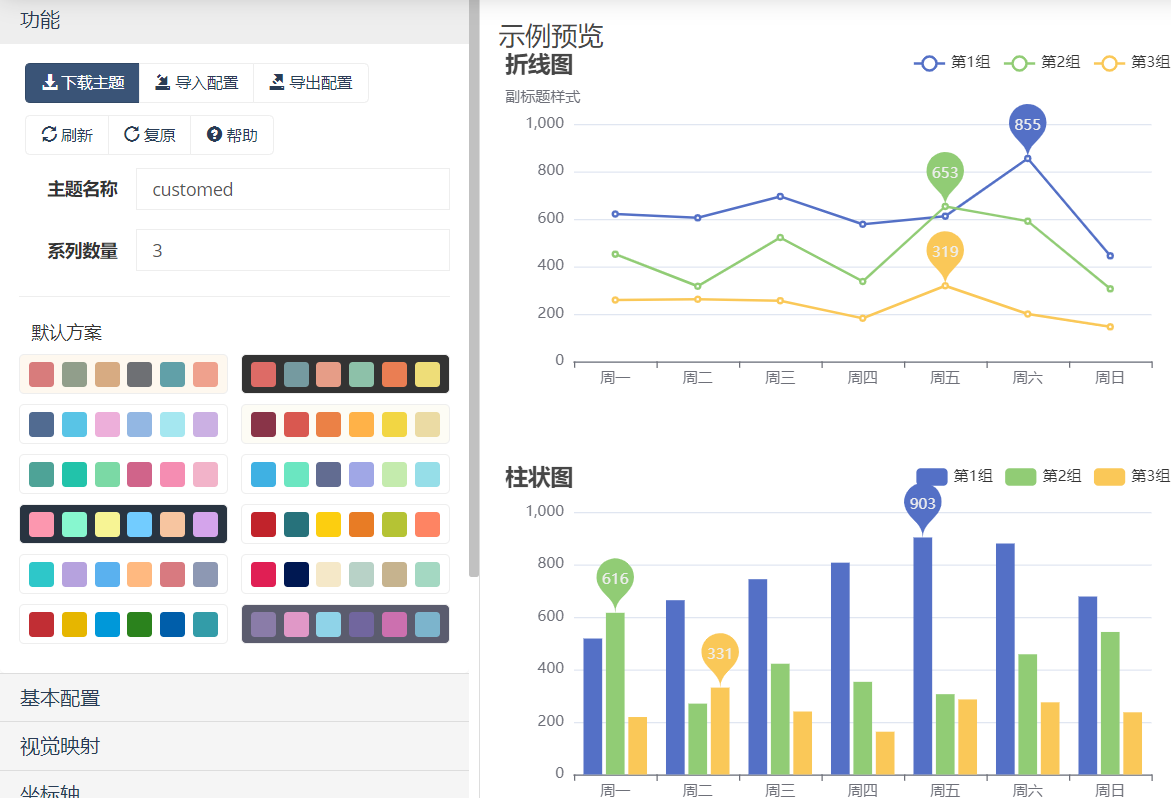 功能
下载主题 导入配置 导出配置
刷新 复原 帮助
主题名称 customed
系列数量 3
默认方案
基本配置
视觉映射
坐标轴
示例预览
折线图 第1组 第2组 第3组
副标题样式
1,000
800
600
400
200
0
855
653
319
周一 周二 周三 周四 周五 周六 周日
柱状图 第1组 第2组 第3组
1,000
800
600
400
200
0
903
616
331
周一 周二 周三 周四 周五 周六 周日